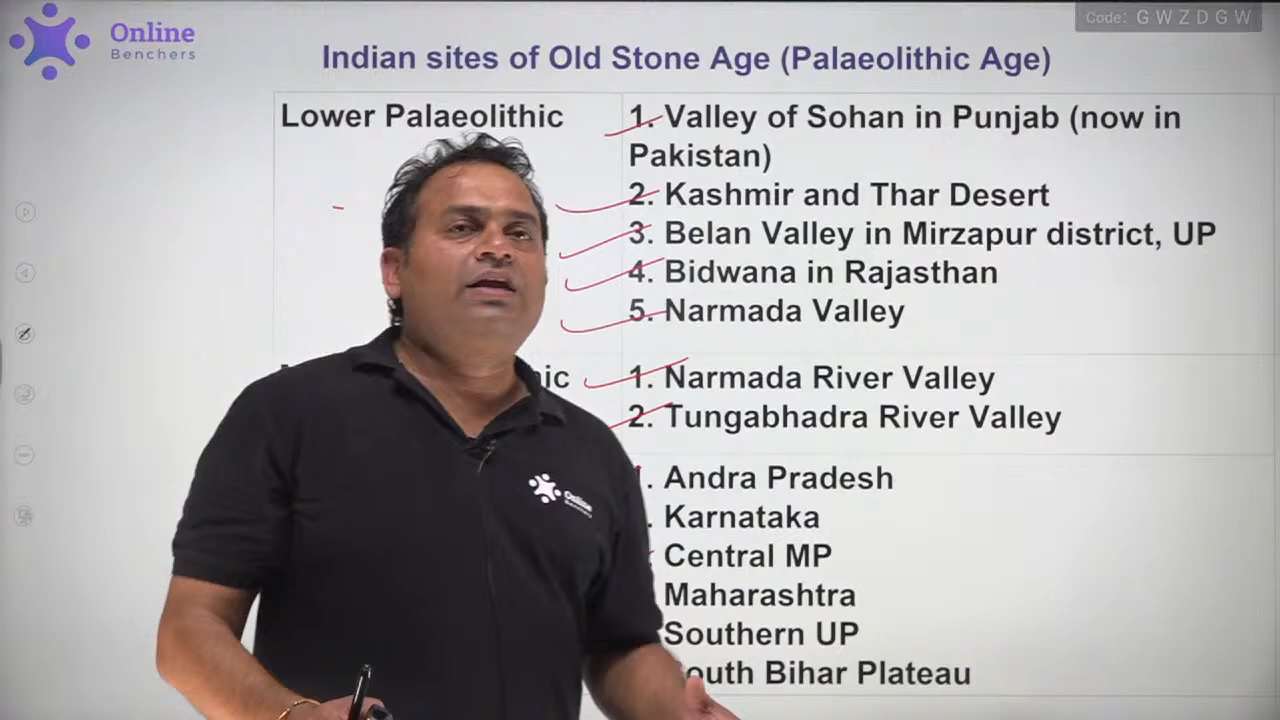 Online
Benchers
Code: G W Z D G W
Indian sites of Old Stone Age (Palaeolithic Age)
Lower Palaeolithic
1. Valley of Sohan in Punjab (now in
Pakistan)
2. Kashmir and Thar Desert
3. Belan Valley in Mirzapur district, UP
4. Bidwana in Rajasthan
5. Narmada Valley
1. Narmada River Valley
2. Tungabhadra River Valley
Andra Pradesh
Karnataka
Central MP
Maharashtra
Southern UP
South Bihar Plateau
Online
Benchers